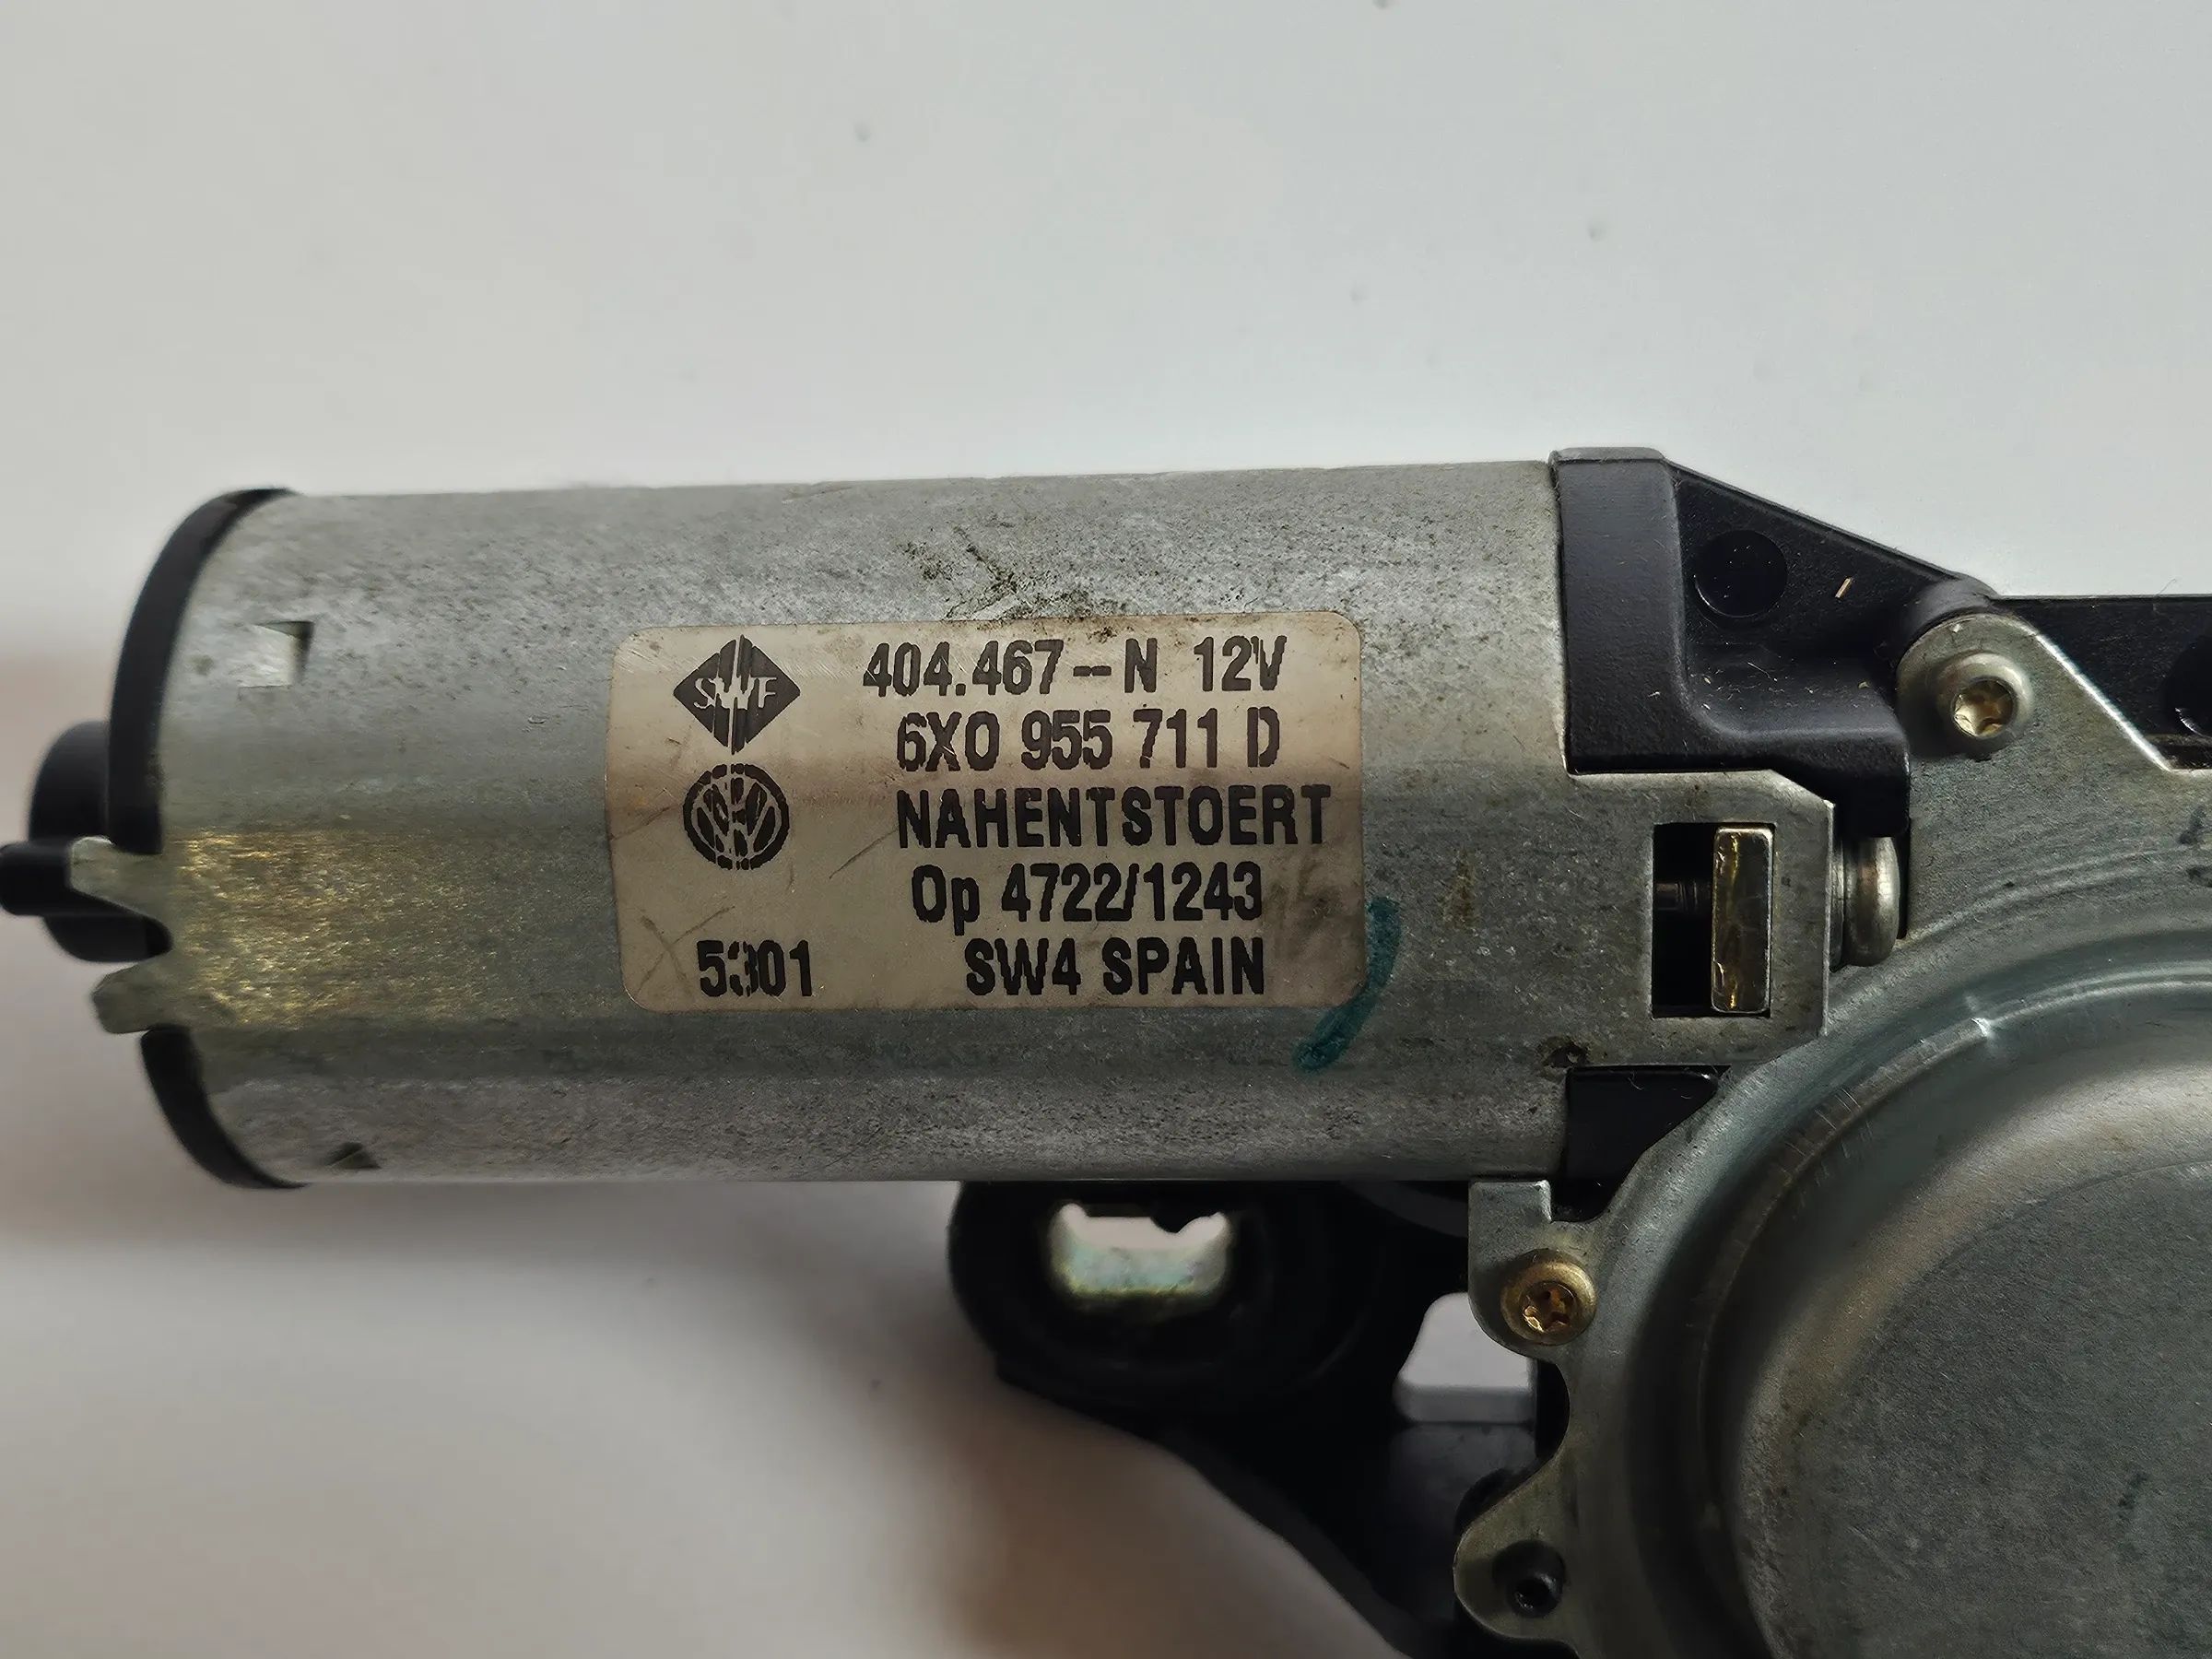 SWF 404.467--N 12V
6X0 955 711 D
NAHENTSTOERT
Op 4722/1243
5301 SW4 SPAIN